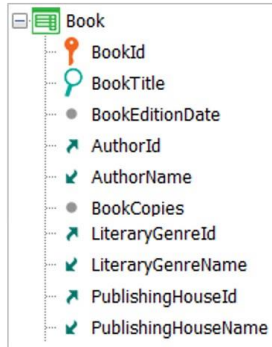 Book
BookId
BookTitle
BookEditionDate
AuthorId
AuthorName
BookCopies
LiteraryGenreId
LiteraryGenreName
PublishingHouseId
PublishingHouseName